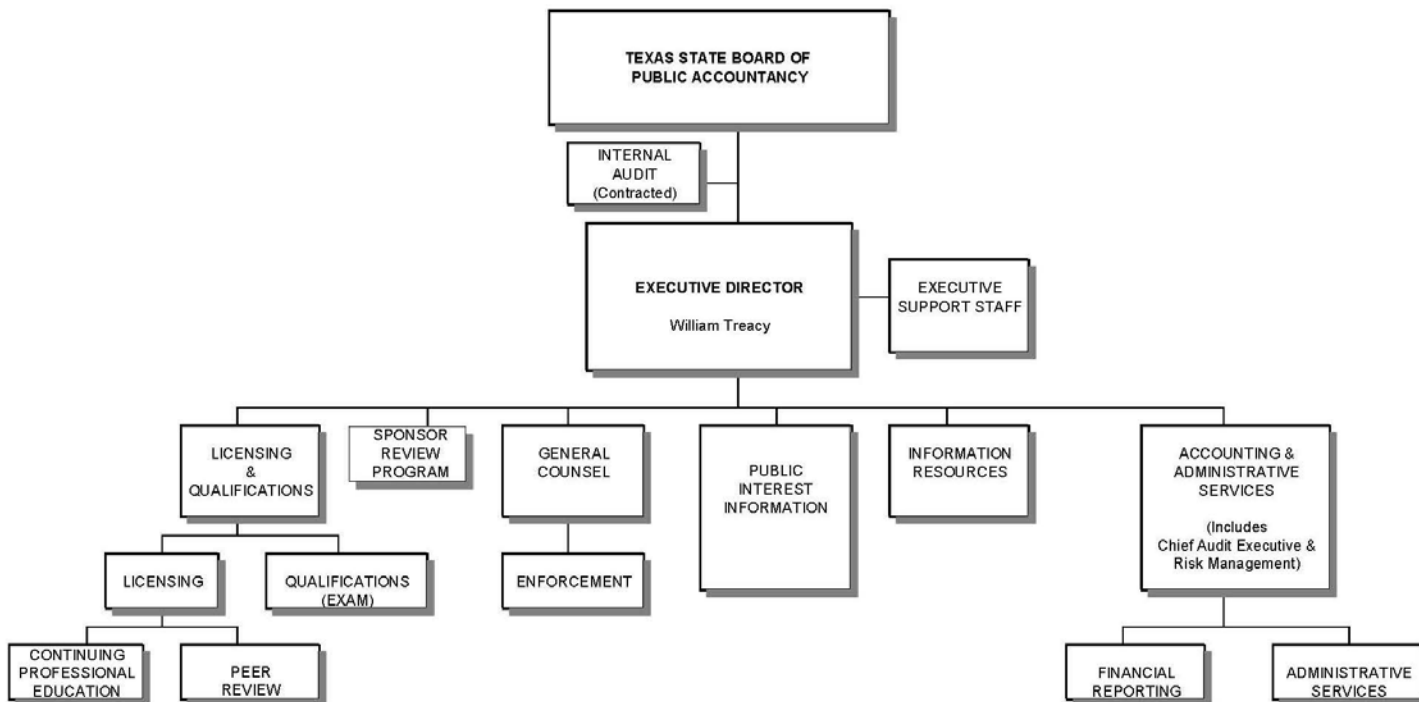 TEXAS STATE BOARD OF
PUBLIC ACCOUNTANCY
INTERNAL
AUDIT
(Contracted)
EXECUTIVE DIRECTOR
William Treacy
EXECUTIVE
SUPPORT STAFF
LICENSING
&
QUALIFICATIONS
SPONSOR
REVIEW
PROGRAM
GENERAL
COUNSEL
PUBLIC
INTEREST
INFORMATION
INFORMATION
RESOURCES
ACCOUNTING &
ADMINISTRATIVE
SERVICES
(Includes
Chief Audit Executive &
Risk Management)
LICENSING
QUALIFICATIONS
(EXAM)
ENFORCEMENT
CONTINUING
PROFESSIONAL
EDUCATION
PEER
REVIEW
FINANCIAL
REPORTING
ADMINISTRATIVE
SERVICES